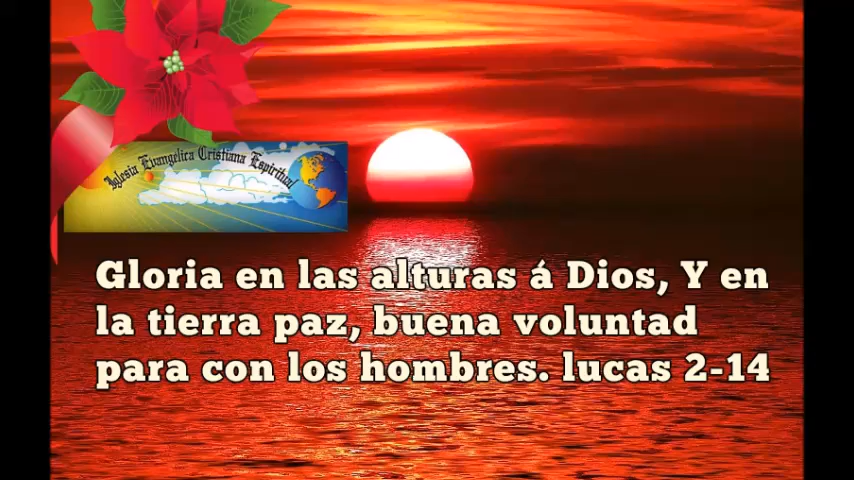 Iglesia Evangelica Cristiana Espiritual
Gloria en las alturas á Dios, Y en
la tierra paz, buena voluntad
para con los hombres. lucas 2-14